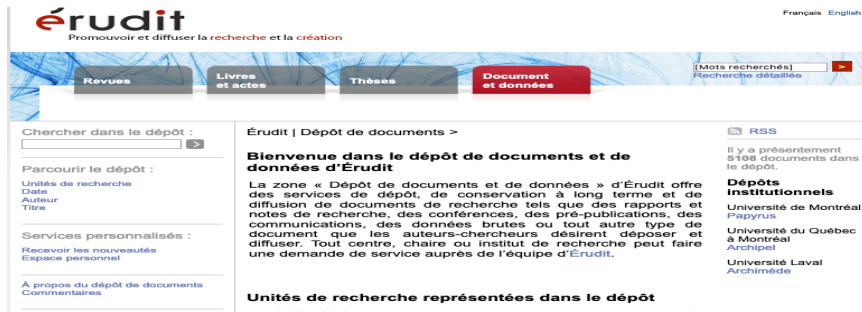 érudit
Promouvoir et diffuser la recherche et la création
Français English
Revues
Livres
et actes
Thèses
Document
et données
[Mots recherchés]
>
Recherche détaillée
Chercher dans le dépôt :
>
Parcourir le dépôt :
Unités de recherche
Date
Auteur
Titre
Services personnalisés :
Recevoir les nouveautés
Espace personnel
À propos du dépôt de documents
Commentaires
Érudit | Dépôt de documents >
Bienvenue dans le dépôt de documents et de
données d'Érudit
La zone « Dépôt de documents et de données » d'Érudit offre
des services de dépôt, de conservation à long terme et de
diffusion de documents de recherche tels que des rapports et
notes de recherche, des conférences, des pré-publications, des
communications, des données brutes ou tout autre type de
document que les auteurs-chercheurs désirent déposer et
diffuser. Tout centre, chaire ou institut de recherche peut faire
une demande de service auprès de l'équipe d'Érudit.
Unités de recherche représentées dans le dépôt
RSS
Il y a présentement
5108 documents dans
le dépôt.
Dépôts
Institutionnels
Université de Montréal
Papyrus
Université du Québec
à Montréal
Archipel
Université Laval
Archimède